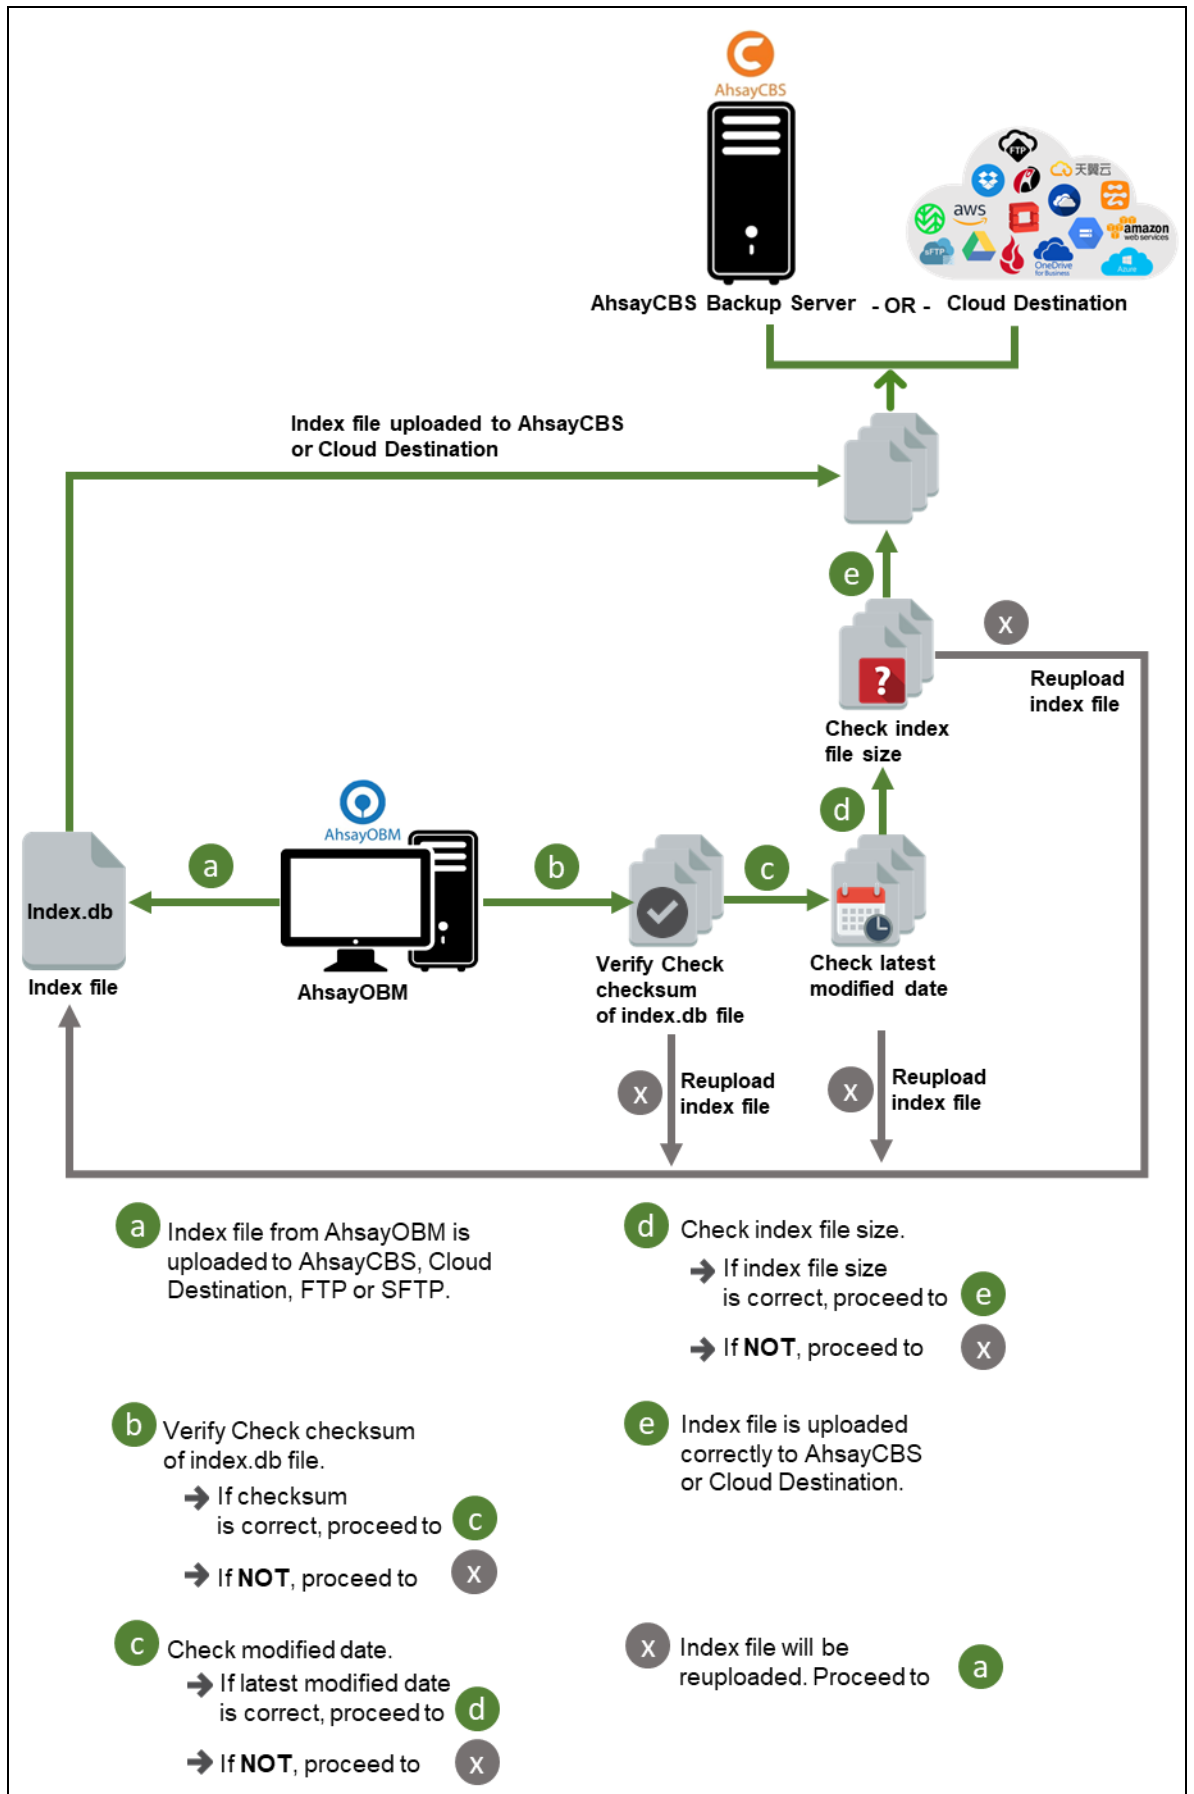 AhsayCBS
FTP
天翼云
aws
amazon
web services
sFTP
OneDrive
for Business
Azure
AhsayCBS Backup Server
- OR -
Cloud Destination
Index file uploaded to AhsayCBS
or Cloud Destination
e
x
?
Reupload
index file
Check index
file size
d
AhsayOBM
a
b
c
Index.db
Index file
AhsayOBM
Verify Check
checksum
of index.db file
Check latest
modified date
x
Reupload
index file
x
Reupload
index file
a
Index file from AhsayOBM is
uploaded to AhsayCBS, Cloud
Destination, FTP or SFTP.
b
Verify Check checksum
of index.db file.
If checksum
is correct, proceed to c
If NOT, proceed to x
c
Check modified date.
If latest modified date
is correct, proceed to d
If NOT, proceed to x
d
Check index file size.
If index file size
is correct, proceed to e
If NOT, proceed to x
e
Index file is uploaded
correctly to AhsayCBS
or Cloud Destination.
x
Index file will be
reuploaded. Proceed to a